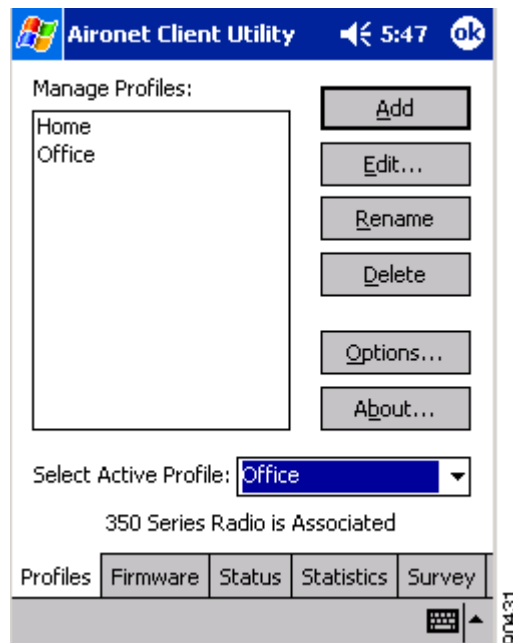 Aironet Client Utility 5:47 ok
Manage Profiles:
Home
Office
Add
Edit...
Rename
Delete
Options...
About...
Select Active Profile: Office
350 Series Radio is Associated
Profiles Firmware Status Statistics Survey
90431